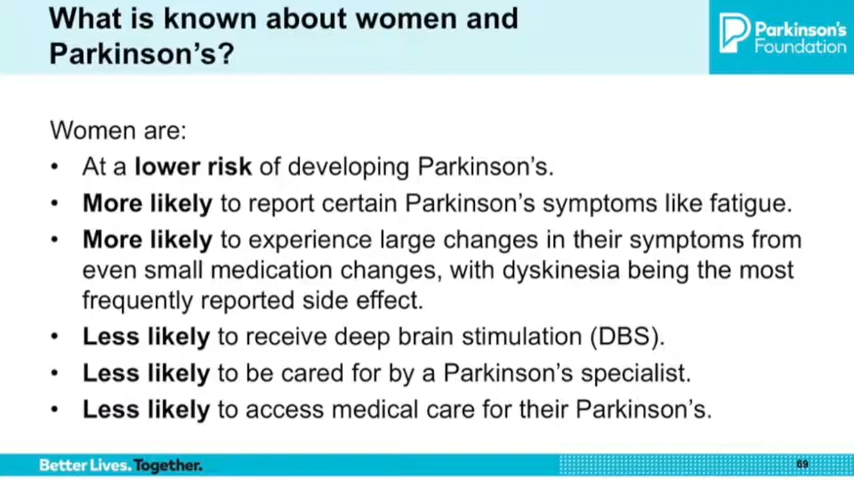 What is known about women and
Parkinson's?
Parkinson's
Foundation
Women are:
• At a lower risk of developing Parkinson's.
• More likely to report certain Parkinson's symptoms like fatigue.
• More likely to experience large changes in their symptoms from
even small medication changes, with dyskinesia being the most
frequently reported side effect.
• Less likely to receive deep brain stimulation (DBS).
• Less likely to be cared for by a Parkinson's specialist.
• Less likely to access medical care for their Parkinson's.
Better Lives. Together.
69